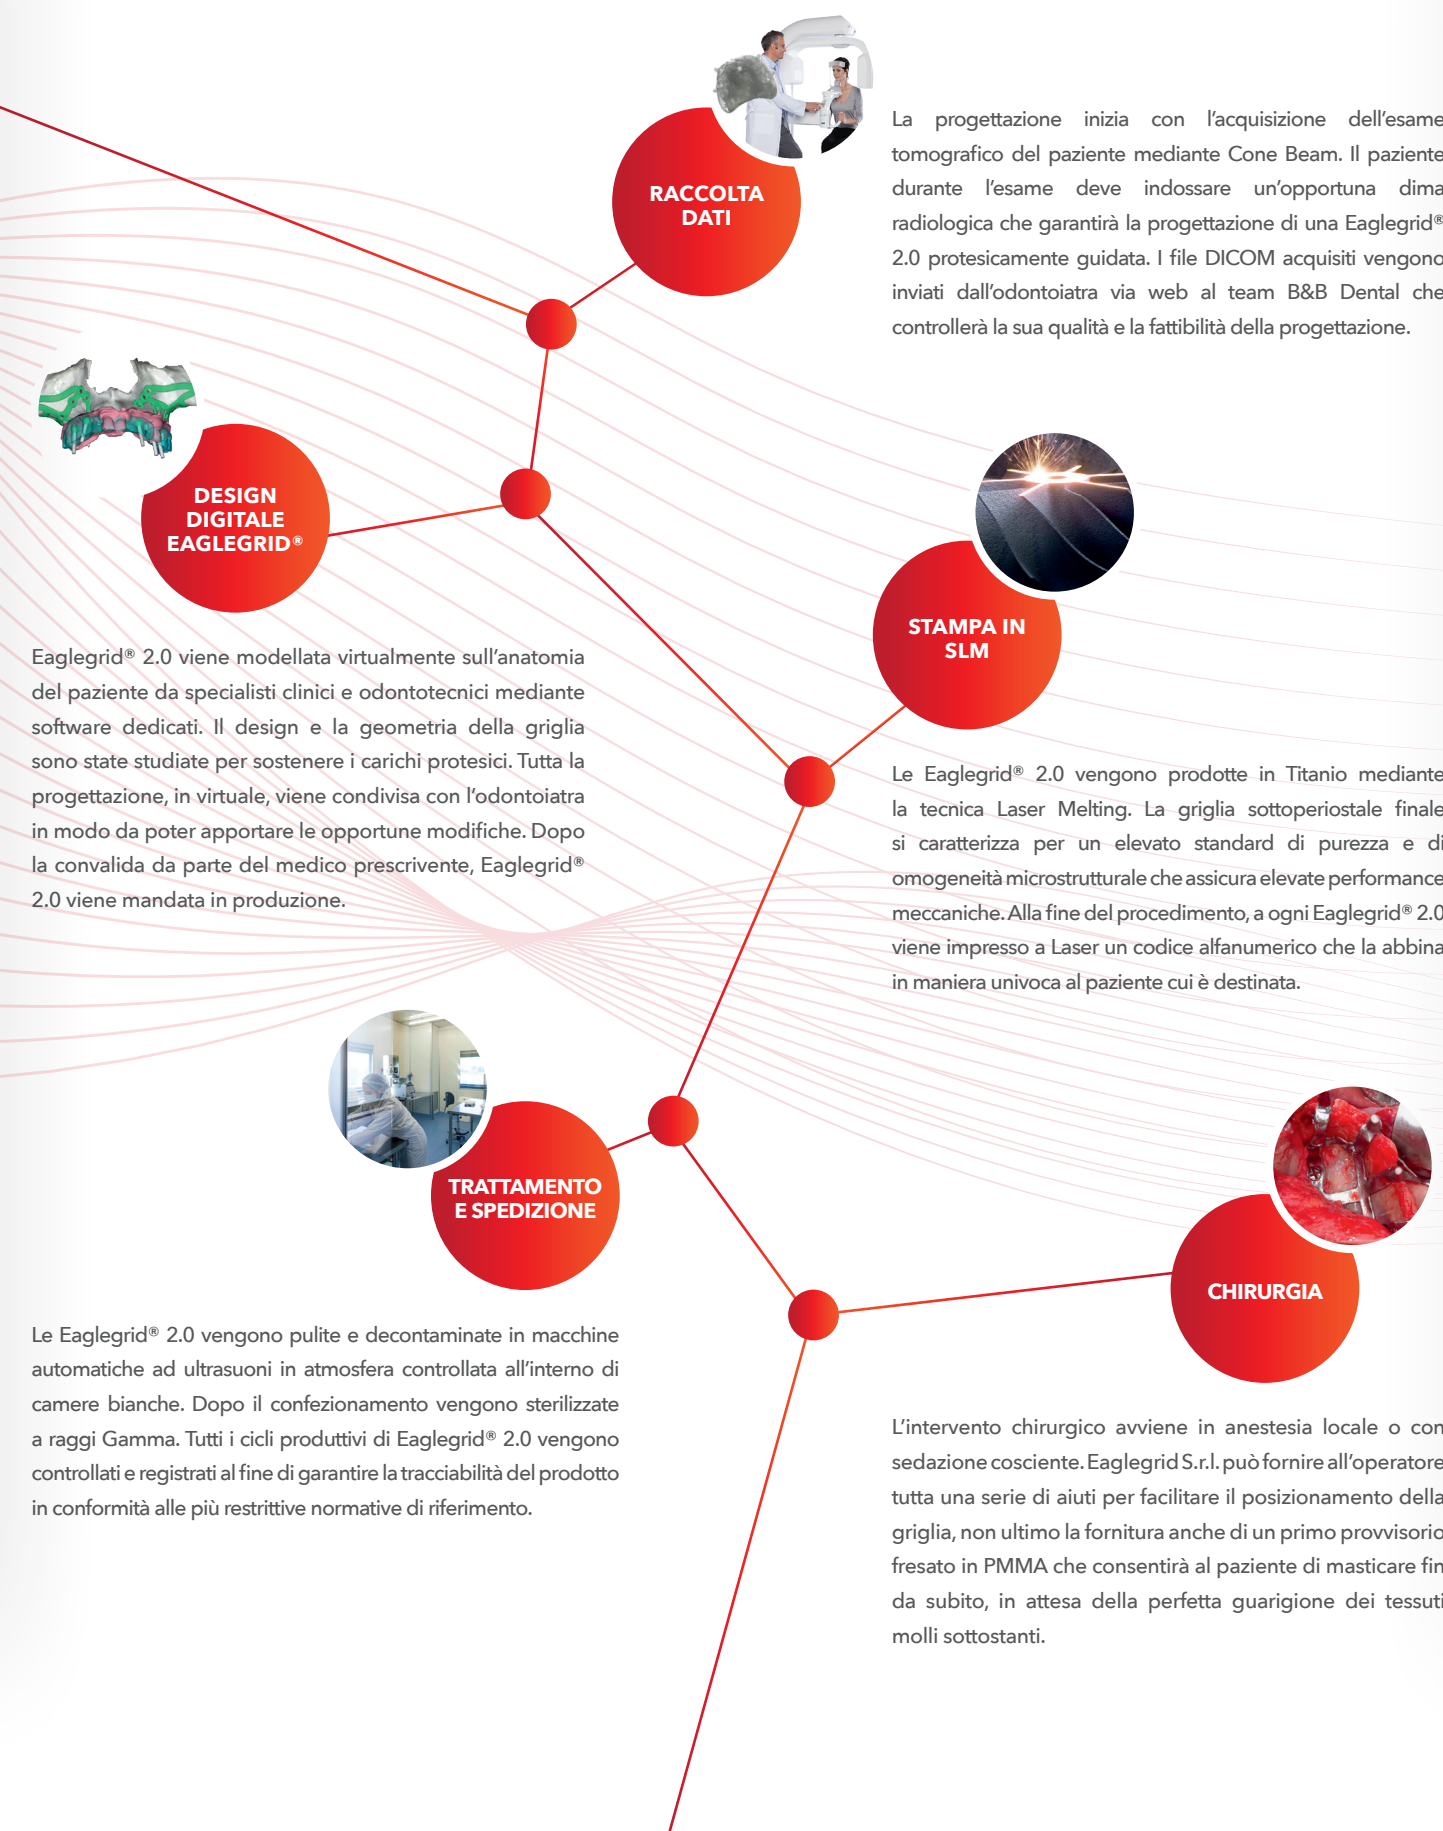 RACCOLTA
DATI
La progettazione inizia con l’acquisizione dell’esame
tomografico del paziente mediante Cone Beam. Il paziente
durante l’esame deve indossare un’opportuna dima
radiologica che garantirà la progettazione di una Eaglegrid®
2.0 protesicamente guidata. I file DICOM acquisiti vengono
inviati dall’odontoiatra via web al team B&B Dental che
controllerà la sua qualità e la fattibilità della progettazione.
DESIGN
DIGITALE
EAGLEGRID®
Eaglegrid® 2.0 viene modellata virtualmente sull’anatomia
del paziente da specialisti clinici e odontotecnici mediante
software dedicati. Il design e la geometria della griglia
sono state studiate per sostenere i carichi protesici. Tutta la
progettazione, in virtuale, viene condivisa con l’odontoiatra
in modo da poter apportare le opportune modifiche. Dopo
la convalida da parte del medico prescrivente, Eaglegrid®
2.0 viene mandata in produzione.
STAMPA IN
SLM
Le Eaglegrid® 2.0 vengono prodotte in Titanio mediante
la tecnica Laser Melting. La griglia sottoperiostale finale
si caratterizza per un elevato standard di purezza e di
omogeneità microstrutturale che assicura elevate performance
meccaniche. Alla fine del procedimento, a ogni Eaglegrid® 2.0
viene impresso a Laser un codice alfanumerico che la abbina
in maniera univoca al paziente cui è destinata.
TRATTAMENTO
E SPEDIZIONE
Le Eaglegrid® 2.0 vengono pulite e decontaminate in macchine
automatiche ad ultrasuoni in atmosfera controllata all’interno di
camere bianche. Dopo il confezionamento vengono sterilizzate
a raggi Gamma. Tutti i cicli produttivi di Eaglegrid® 2.0 vengono
controllati e registrati al fine di garantire la tracciabilità del prodotto
in conformità alle più restrittive normative di riferimento.
CHIRURGIA
L’intervento chirurgico avviene in anestesia locale o con
sedazione cosciente. Eaglegrid S.r.l. può fornire all’operatore
tutta una serie di aiuti per facilitare il posizionamento della
griglia, non ultimo la fornitura anche di un primo provvisorio
fresato in PMMA che consentirà al paziente di masticare fin
da subito, in attesa della perfetta guarigione dei tessuti
molli sottostanti.